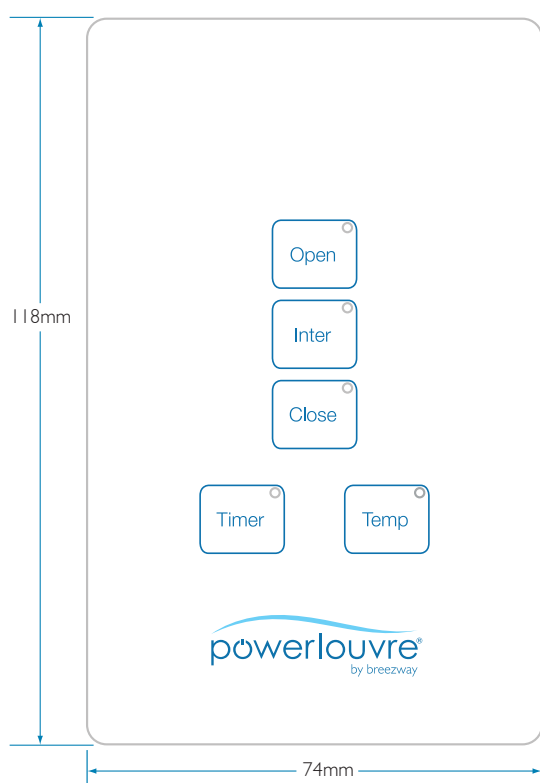 Open
Inter
118mm
Close
Timer Temp
powerlouvre®
by breezway
74mm